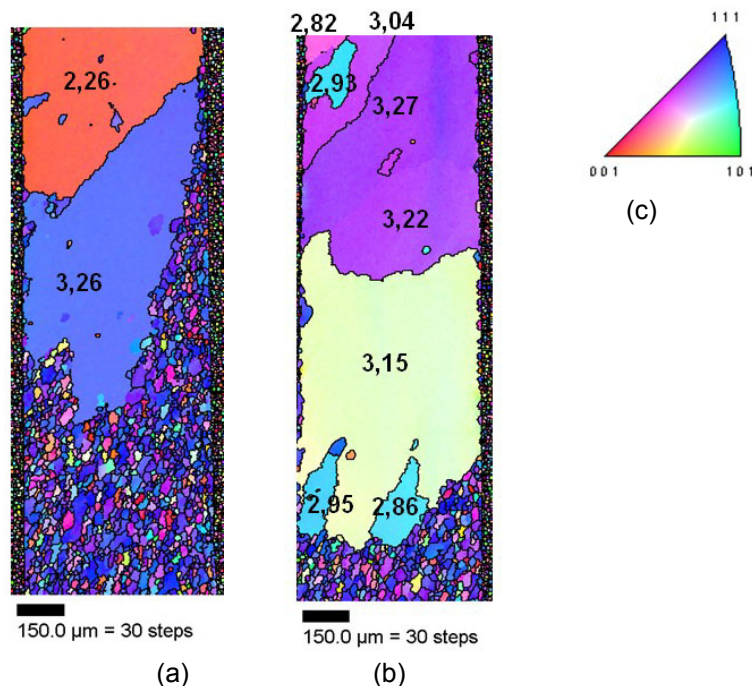 2,82 3,04
111
2,26
2,93
3,27
3,22
3,26
3,15
2,95 2,86
001 101
(c)
150.0 µm = 30 steps
150.0 µm = 30 steps
(a)
(b)